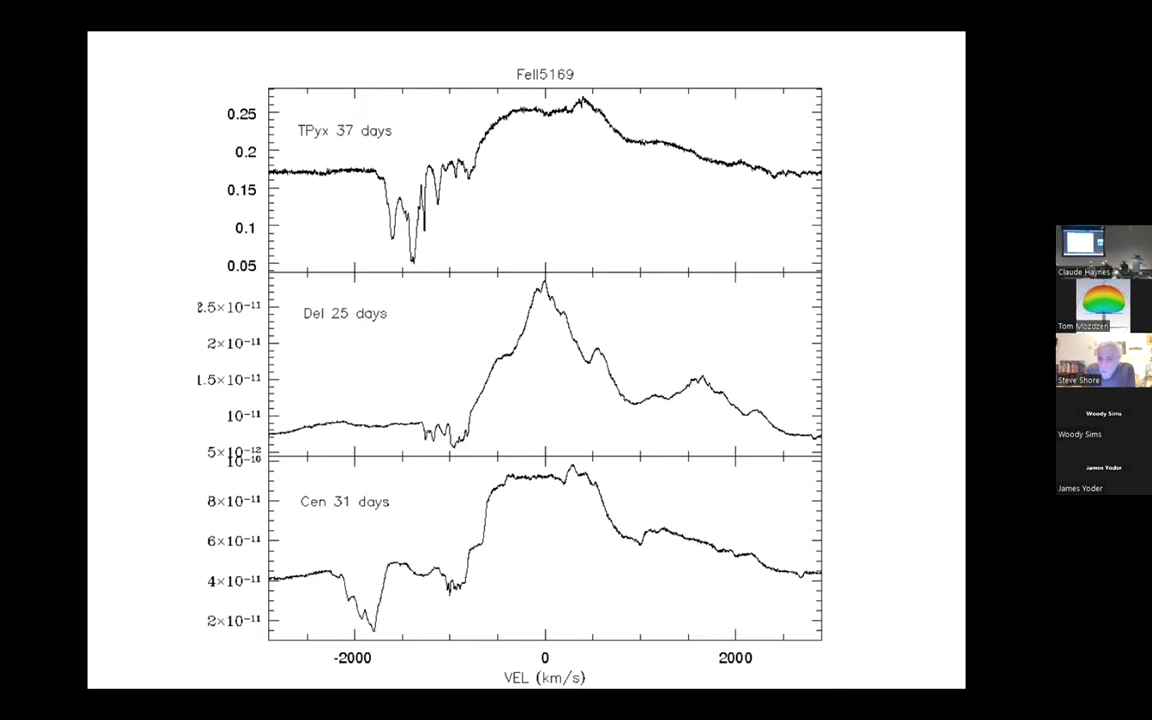 FeII5169
0.25
TPyx 37 days
0.2
0.15
0.1
0.05
2.5×10⁻¹¹
Del 25 days
2×10⁻¹¹
1.5×10⁻¹¹
10⁻¹¹
5×10⁻¹²
10⁻¹⁰
8×10⁻¹¹
Cen 31 days
6×10⁻¹¹
4×10⁻¹¹
2×10⁻¹¹
-2000 0 2000
VEL (km/s)
Claude Haynes
Tom Mozdzen
Steve Shore
Woody Sims
Woody Sims
James Yoder
James Yoder